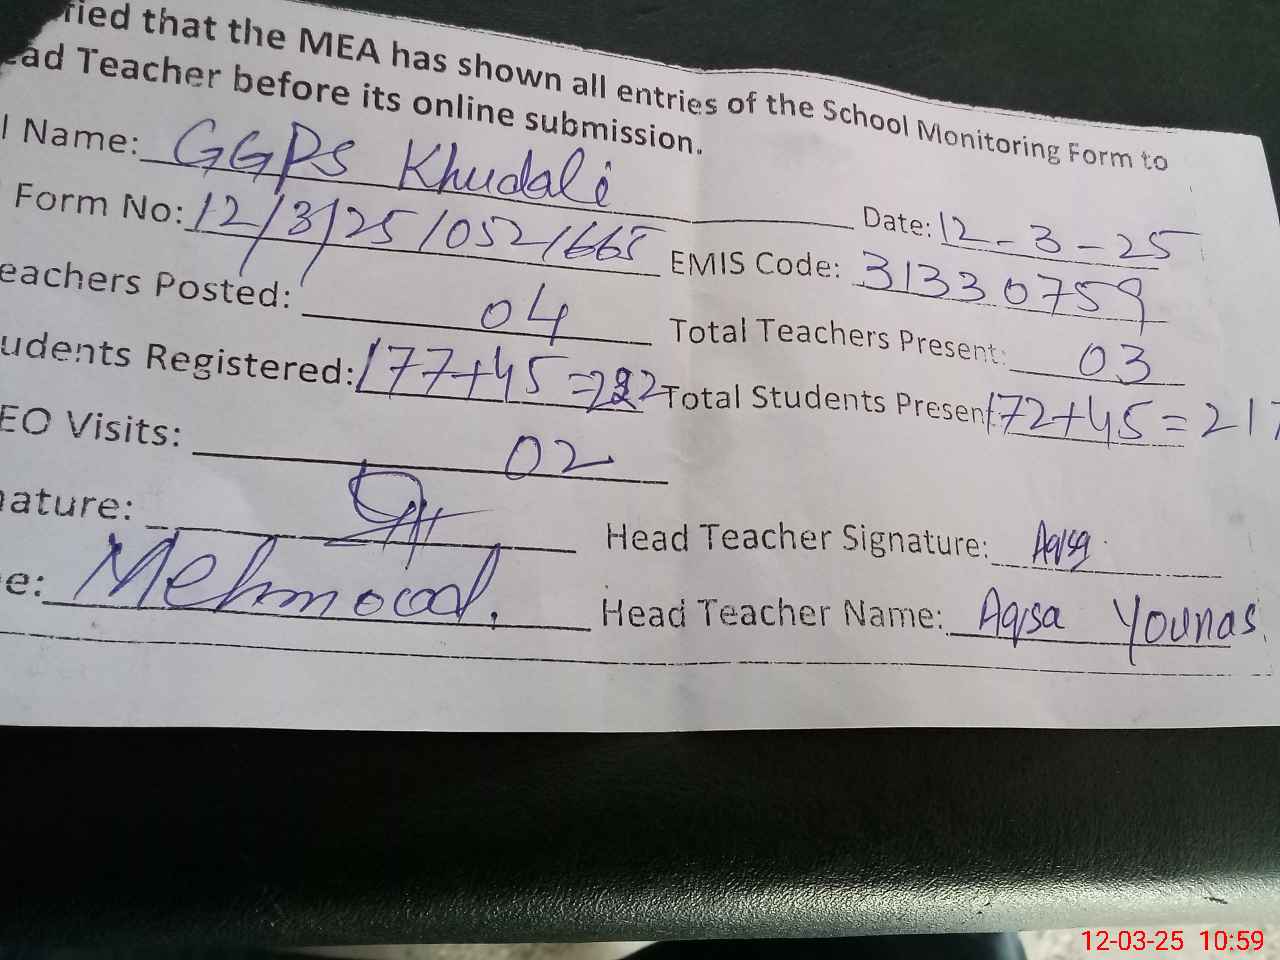 fied that the MEA has shown all entries of the School Monitoring Form to
ad Teacher before its online submission.
l Name: GGPS Khudali Date: 12-3-25
Form No: 12/3/25/052/665 EMIS Code: 31330759
eachers Posted: 04 Total Teachers Present: 03
udents Registered: 177+45=222 Total Students Present 172+45=217
EO Visits: 02
nature: Head Teacher Signature: Aqsa
e: Mehmood. Head Teacher Name: Aqsa Younas.
12-03-25 10:59